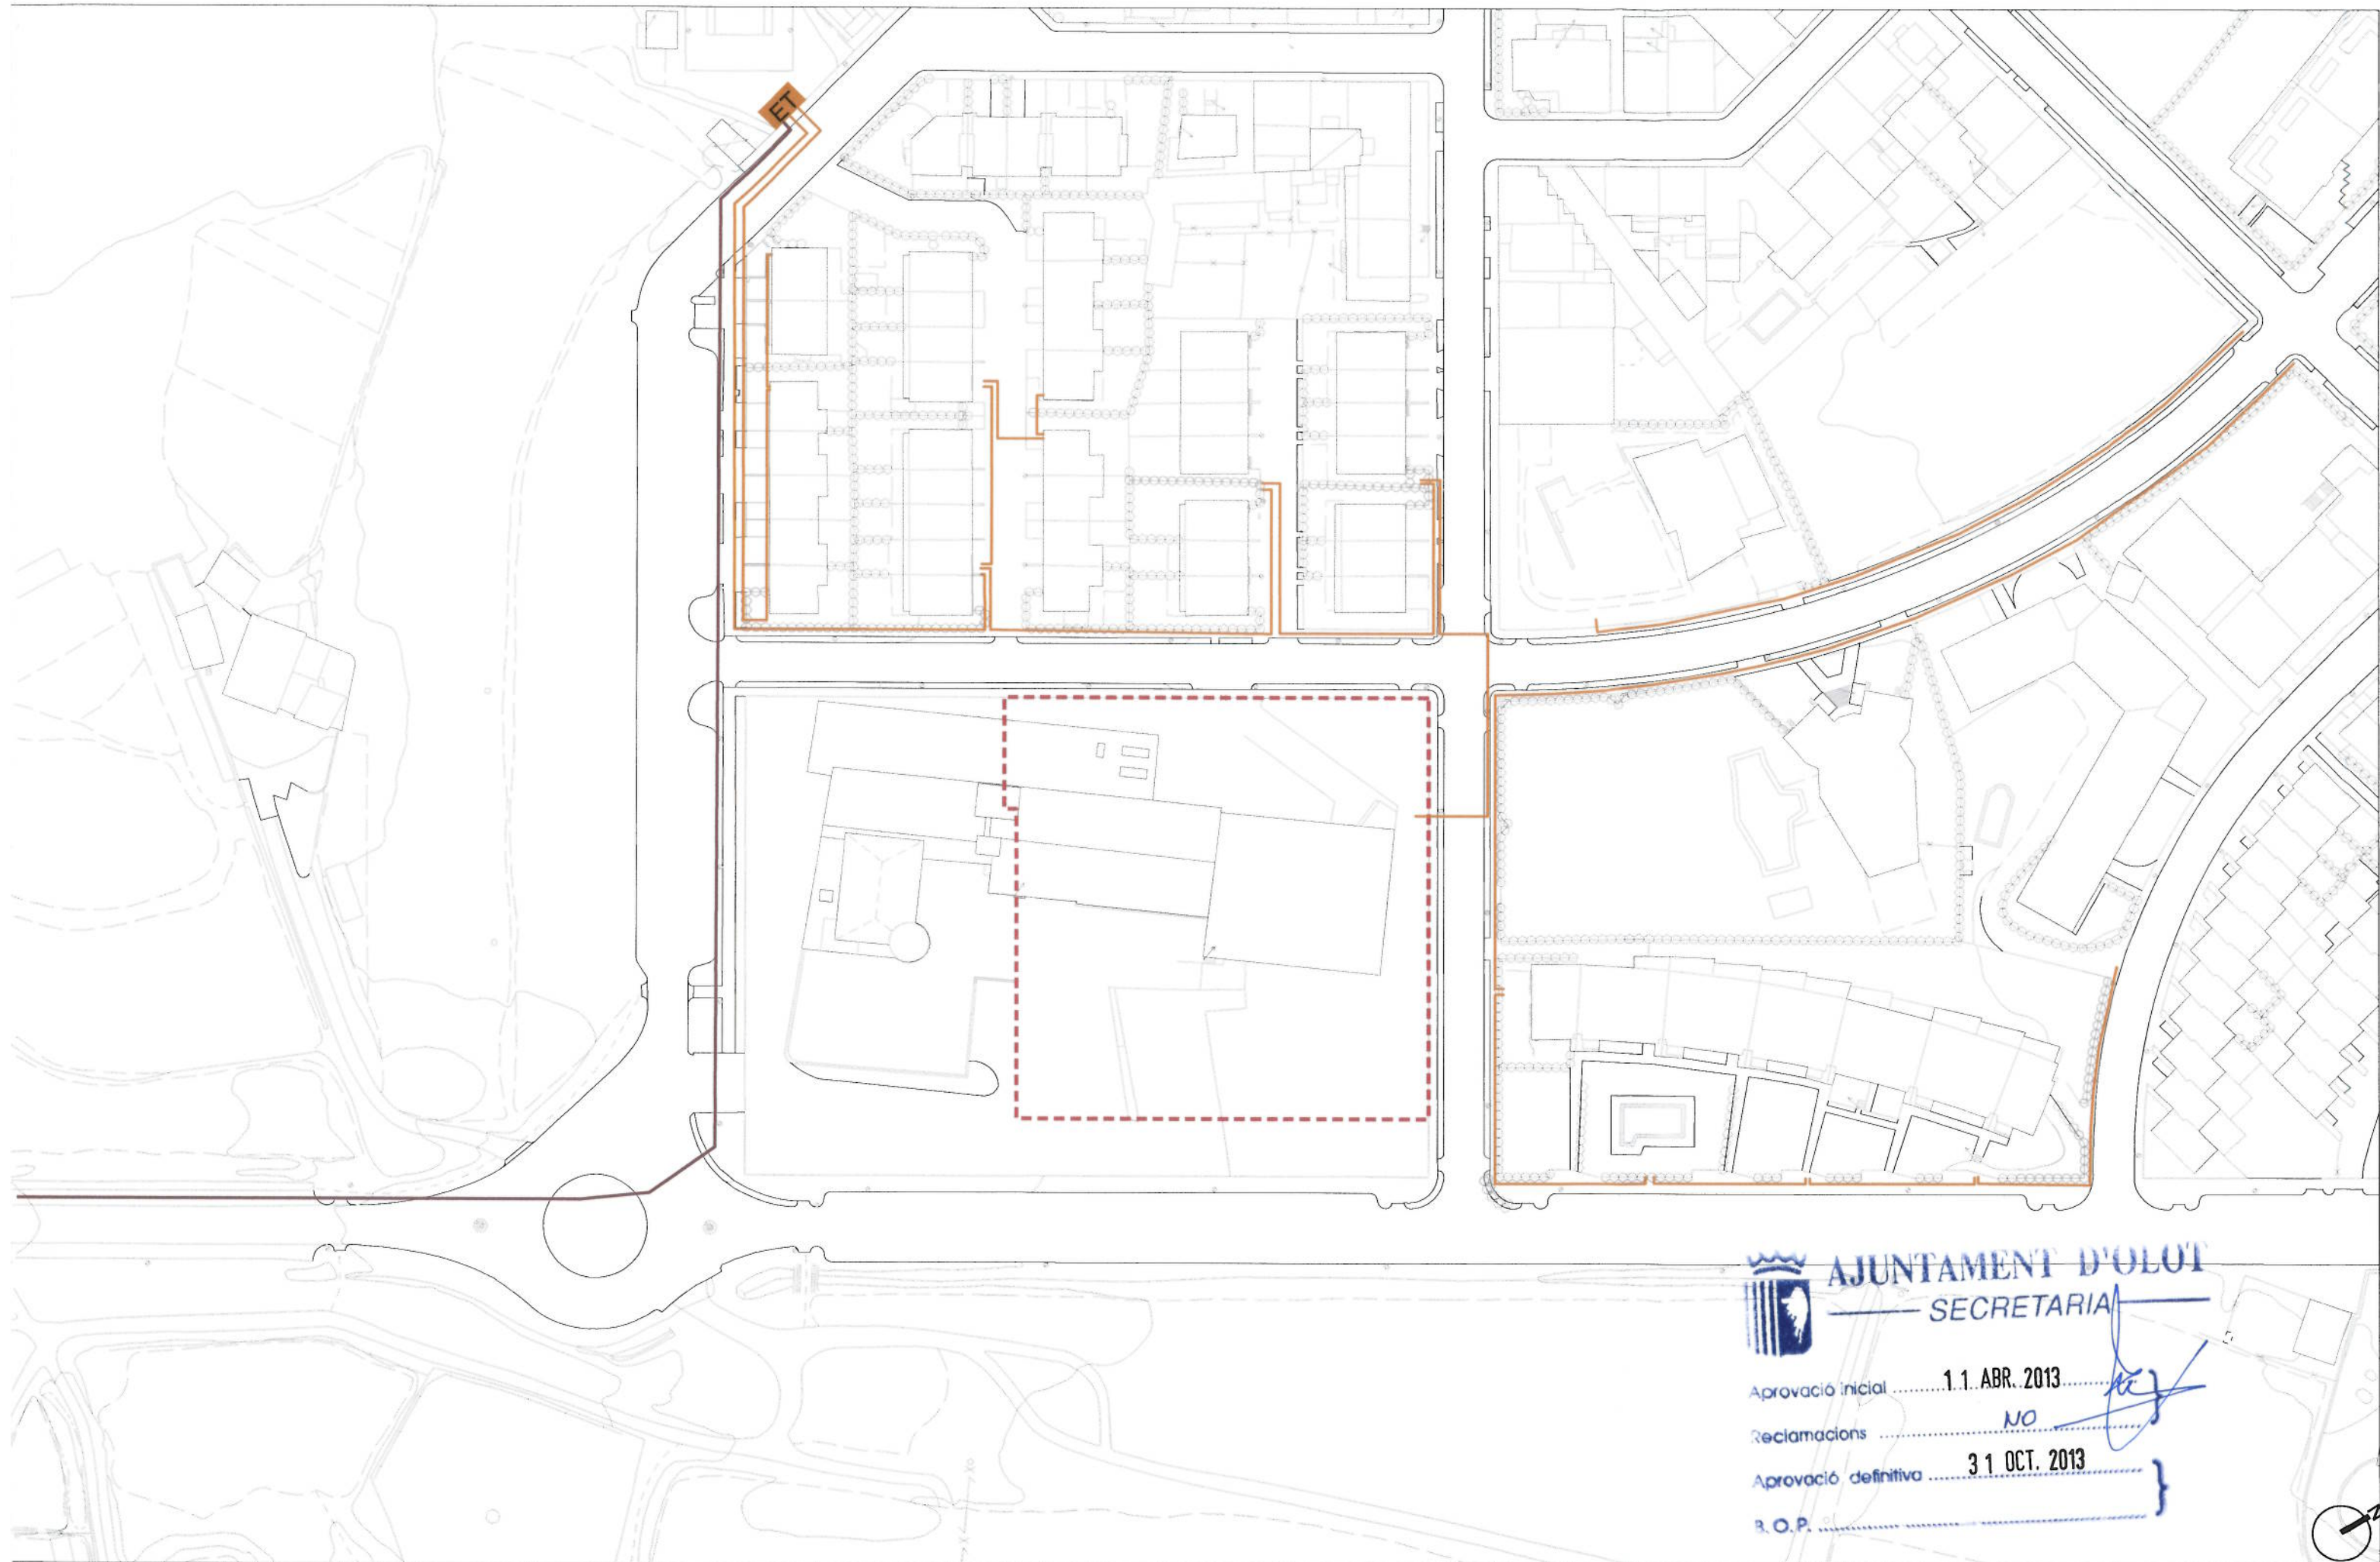 ET
AJUNTAMENT D'OLOT
SECRETARIA
Aprovació inicial ........ 11 ABR. 2013
Reclamacions ........ NO
Aprovació definitiva ........ 31 OCT. 2013
B.O.P. ........
N